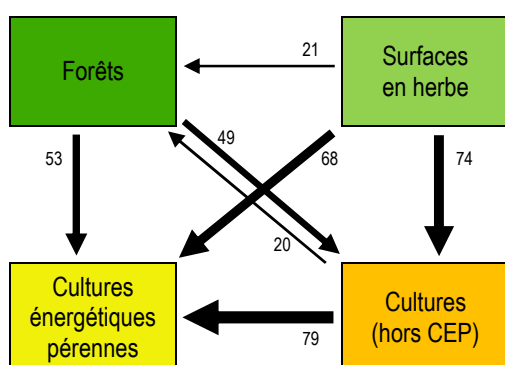 Forêts
21
Surfaces
en herbe
53
49
68
74
20
Cultures
énergétiques
pérennes
79
Cultures
(hors CEP)